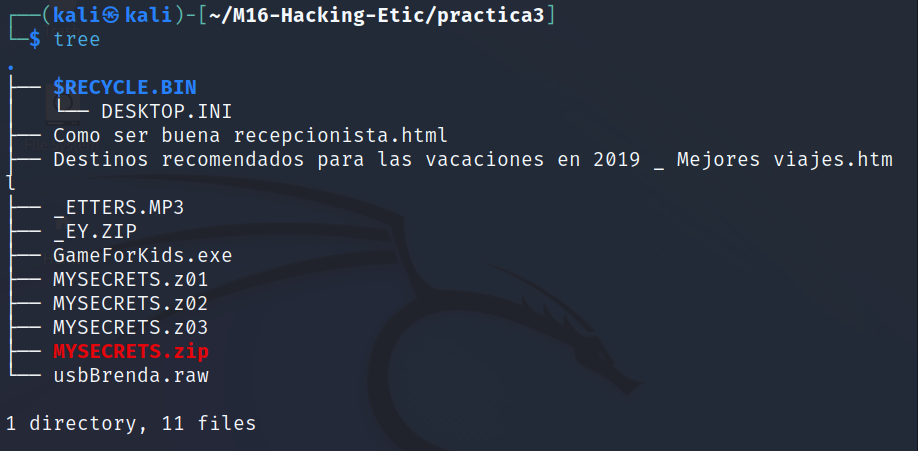 ┌──(kali㉿kali)-[~/M16-Hacking-Etic/practica3]
└─$ tree
.
├── $RECYCLE.BIN
│   └── DESKTOP.INI
├── Como ser buena recepcionista.html
├── Destinos recomendados para las vacaciones en 2019 _ Mejores viajes.htm
l
├── _ETTERS.MP3
├── _EY.ZIP
├── GameForKids.exe
├── MYSECRETS.z01
├── MYSECRETS.z02
├── MYSECRETS.z03
├── MYSECRETS.zip
└── usbBrenda.raw
1 directory, 11 files